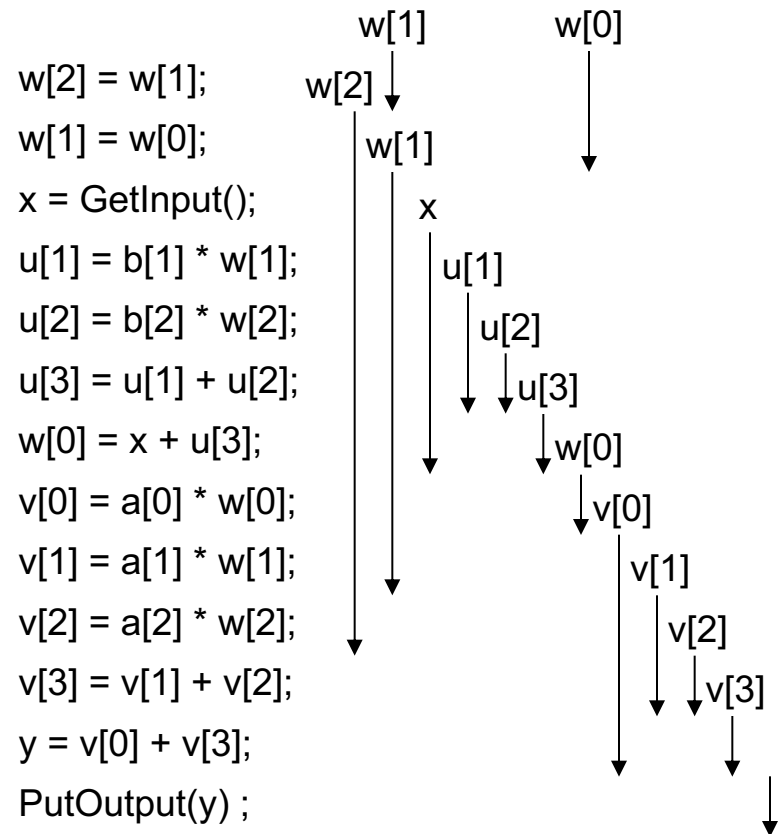 w[1] w[0]
w[2] = w[1]; w[2]
w[1] = w[0]; w[1]
x = GetInput(); x
u[1] = b[1] * w[1]; u[1]
u[2] = b[2] * w[2]; u[2]
u[3] = u[1] + u[2]; u[3]
w[0] = x + u[3]; w[0]
v[0] = a[0] * w[0]; v[0]
v[1] = a[1] * w[1]; v[1]
v[2] = a[2] * w[2]; v[2]
v[3] = v[1] + v[2]; v[3]
y = v[0] + v[3];
PutOutput(y) ;